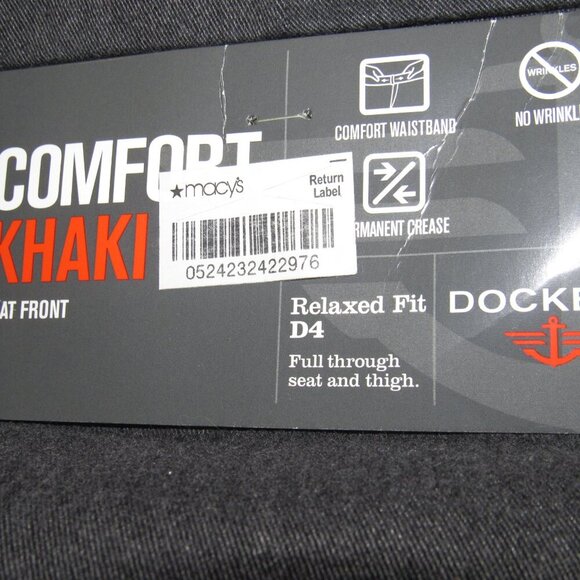 COMFORT
KHAKI
AT FRONT
★macy's
Return
Label
0524232422976
COMFORT WAISTBAND
WRINKLES
NO WRINKL
RMANENT CREASE
Relaxed Fit
D4
Full through
seat and thigh.
DOCKE